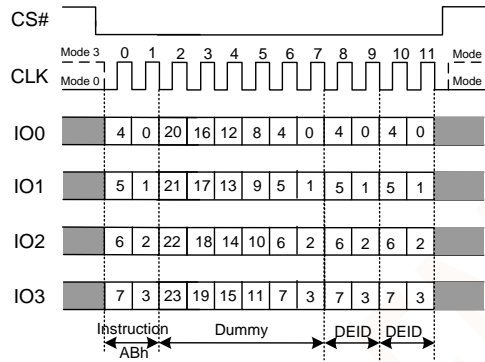 CS#
Mode 3 0 1 2 3 4 5 6 7 8 9 10 11 Mode
CLK
Mode 0 Mode
IO0 4 0 20 16 12 8 4 0 4 0 4 0
IO1 5 1 21 17 13 9 5 1 5 1 5 1
IO2 6 2 22 18 14 10 6 2 6 2 6 2
IO3 7 3 23 19 15 11 7 3 7 3 7 3
Instruction Dummy DEID DEID
ABh